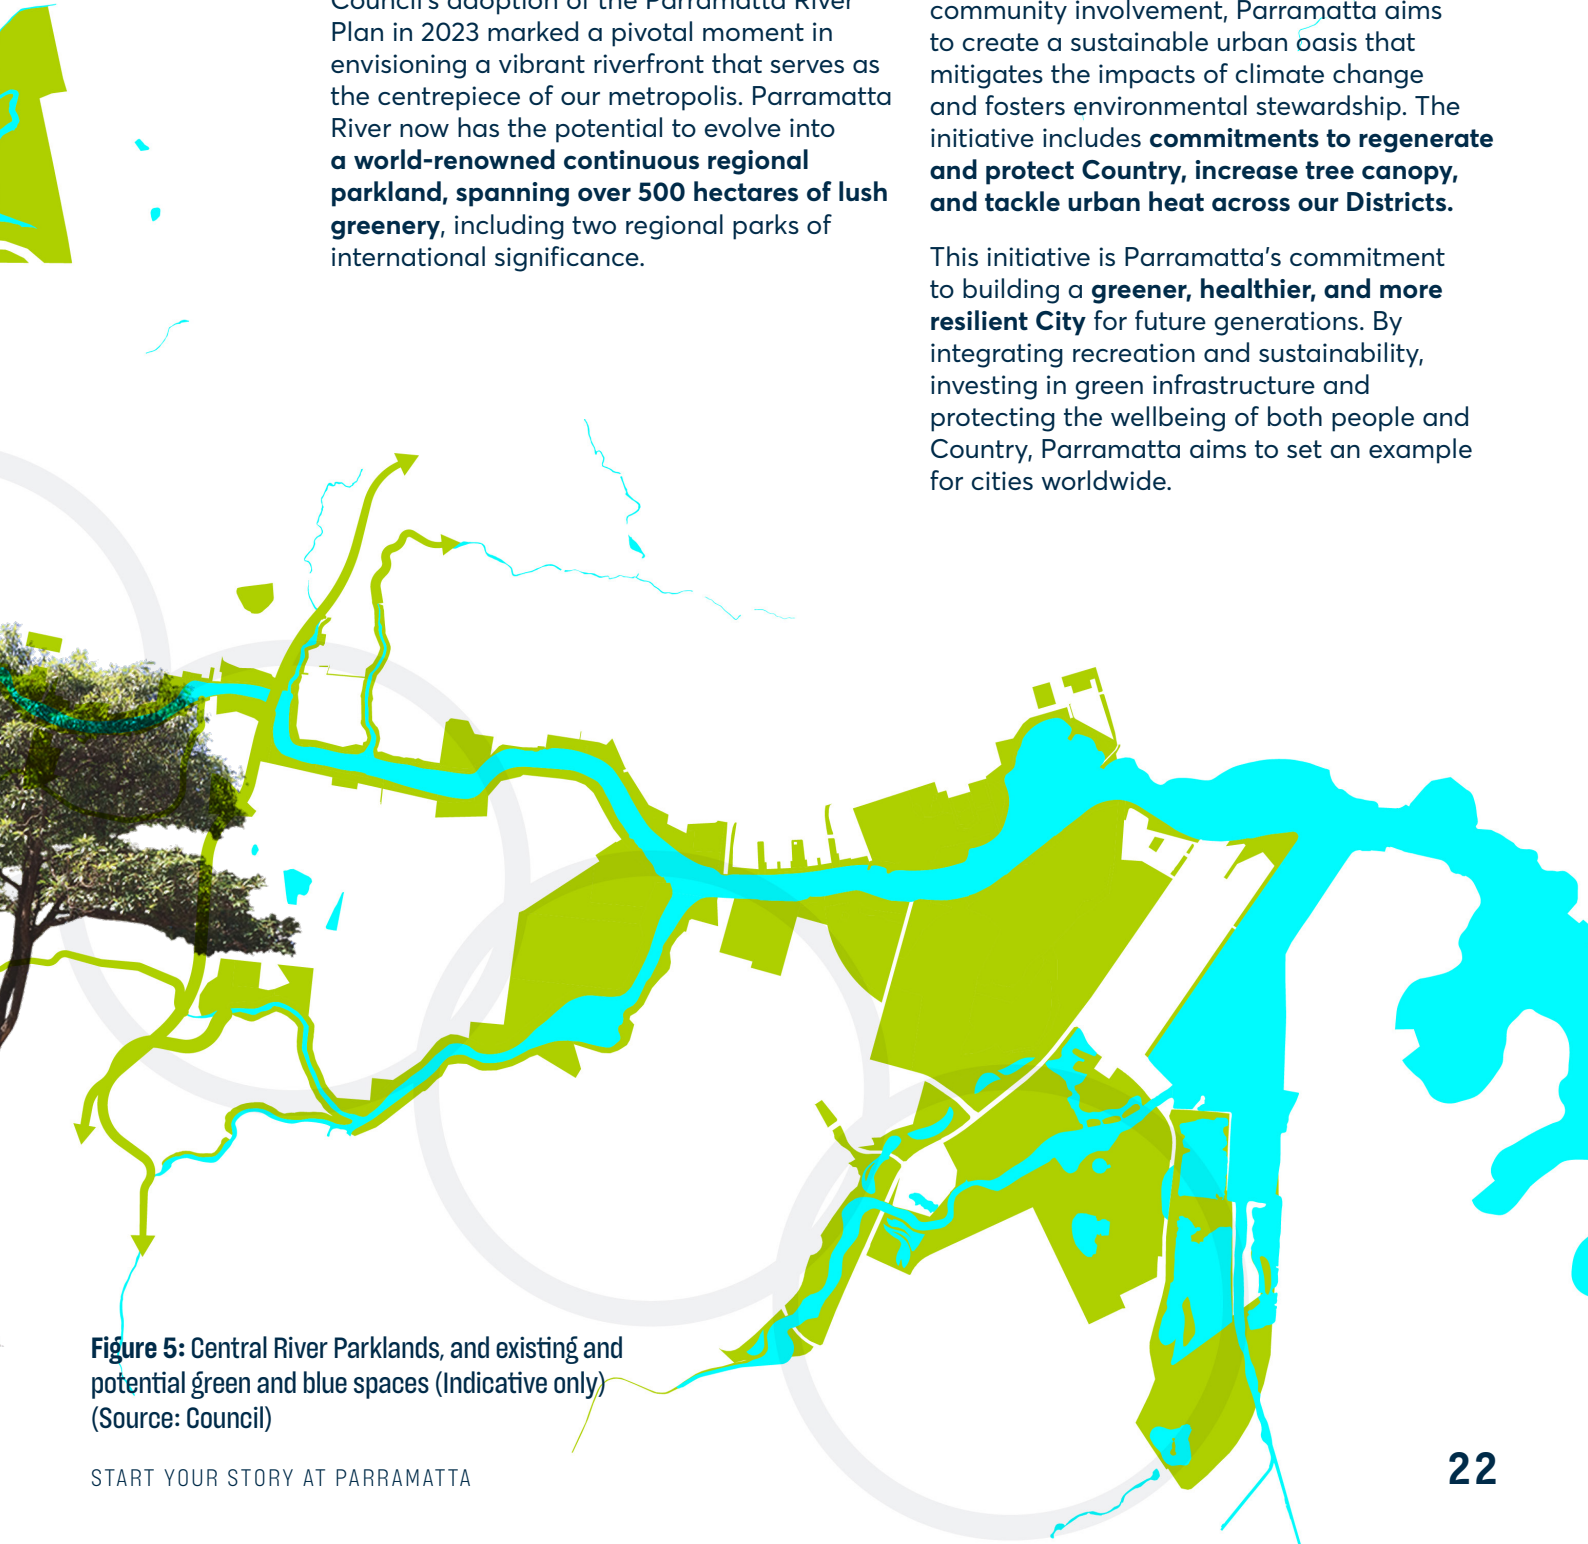 Council's adoption of the Parramatta River
Plan in 2023 marked a pivotal moment in
envisioning a vibrant riverfront that serves as
the centrepiece of our metropolis. Parramatta
River now has the potential to evolve into
a world-renowned continuous regional
parkland, spanning over 500 hectares of lush
greenery, including two regional parks of
international significance.
community involvement, Parramatta aims
to create a sustainable urban oasis that
mitigates the impacts of climate change
and fosters environmental stewardship. The
initiative includes commitments to regenerate
and protect Country, increase tree canopy,
and tackle urban heat across our Districts.
This initiative is Parramatta's commitment
to building a greener, healthier, and more
resilient City for future generations. By
integrating recreation and sustainability,
investing in green infrastructure and
protecting the wellbeing of both people and
Country, Parramatta aims to set an example
for cities worldwide.
Figure 5: Central River Parklands, and existing and
potential green and blue spaces (Indicative only)
(Source: Council)
START YOUR STORY AT PARRAMATTA
22